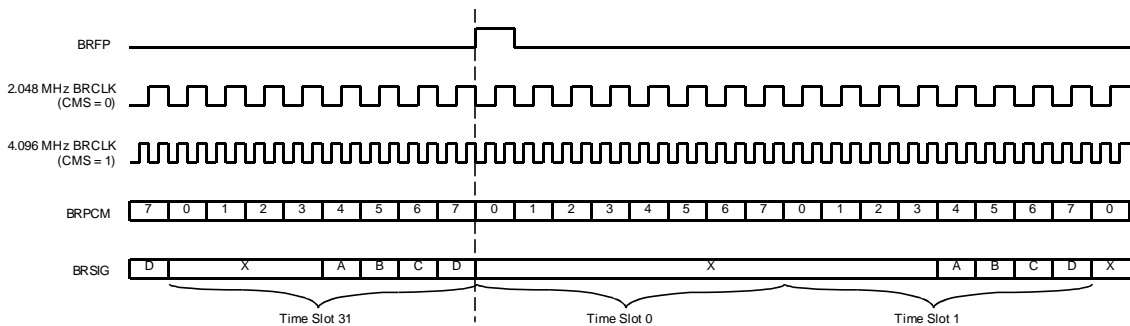 BRFP
2.048 MHz BRCLK
(CMS = 0)
4.096 MHz BRCLK
(CMS = 1)
BRPCM 7 0 1 2 3 4 5 6 7 0 1 2 3 4 5 6 7 0 1 2 3 4 5 6 7 0
BRSIG D X A B C D X A B C D X
Time Slot 31 Time Slot 0 Time Slot 1